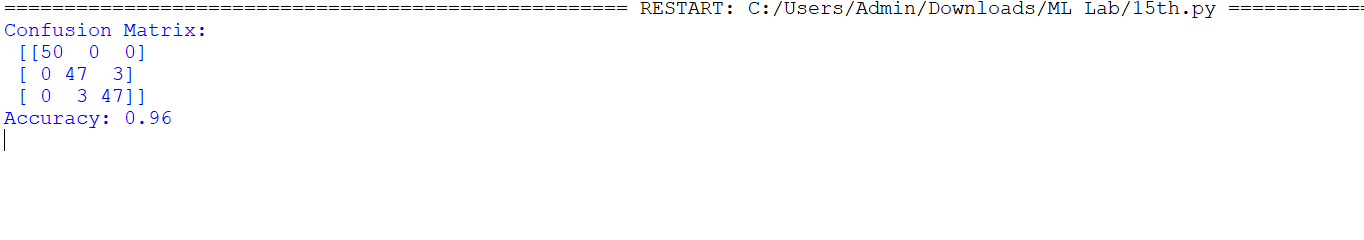 ==================================================== RESTART: C:/Users/Admin/Downloads/ML Lab/15th.py ============
Confusion Matrix:
 [[50  0  0]
 [ 0 47  3]
 [ 0  3 47]]
Accuracy: 0.96